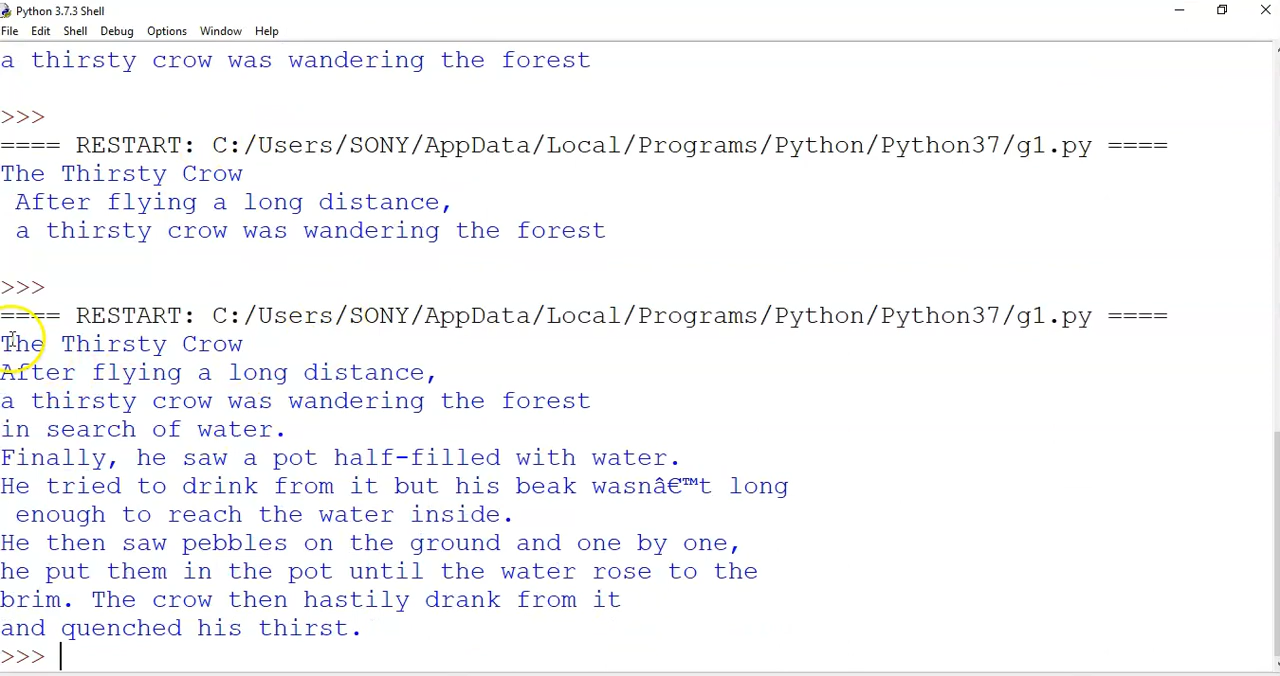 Python 3.7.3 Shell
File Edit Shell Debug Options Window Help
a thirsty crow was wandering the forest
>>>
==== RESTART: C:/Users/SONY/AppData/Local/Programs/Python/Python37/g1.py ====
The Thirsty Crow
 After flying a long distance,
 a thirsty crow was wandering the forest
>>>
==== RESTART: C:/Users/SONY/AppData/Local/Programs/Python/Python37/g1.py ====
The Thirsty Crow
After flying a long distance,
a thirsty crow was wandering the forest
in search of water.
Finally, he saw a pot half-filled with water.
He tried to drink from it but his beak wasnâ€™t long
 enough to reach the water inside.
He then saw pebbles on the ground and one by one,
he put them in the pot until the water rose to the
brim. The crow then hastily drank from it
and quenched his thirst.
>>>